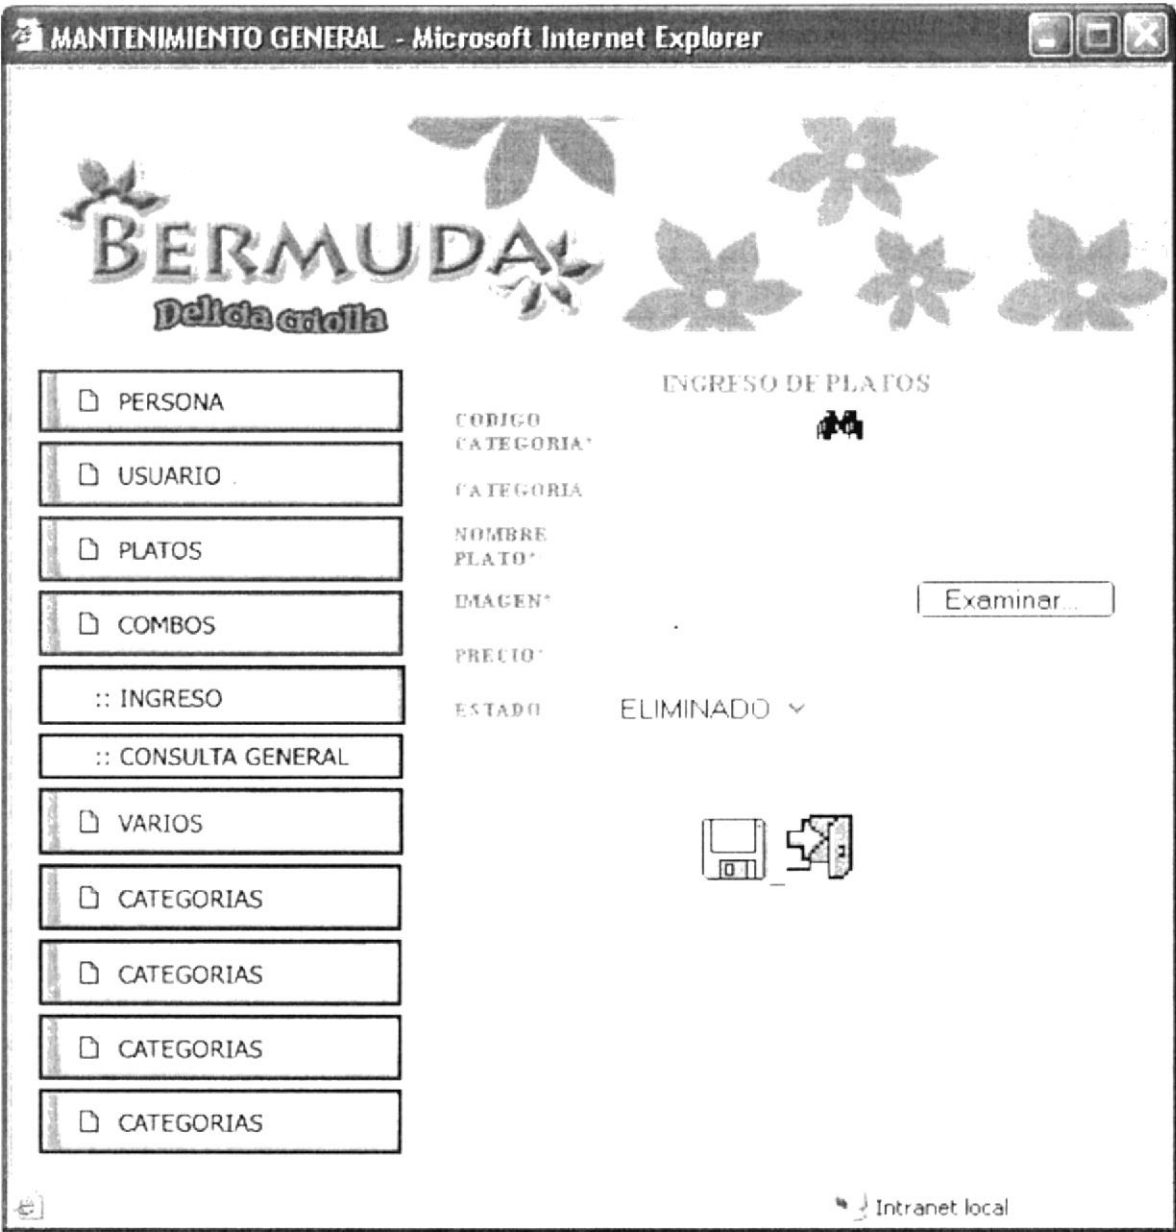 MANTENIMIENTO GENERAL - Microsoft Internet Explorer
BERMUDA
Delicia criolla
PERSONA
USUARIO
PLATOS
COMBOS
:: INGRESO
:: CONSULTA GENERAL
VARIOS
CATEGORIAS
CATEGORIAS
CATEGORIAS
CATEGORIAS
INGRESO DE PLATOS
CODIGO
CATEGORIA*
CATEGORIA
NOMBRE
PLATO*
IMAGEN*
Examinar...
PRECIO*
ESTADO
ELIMINADO
Intranet local